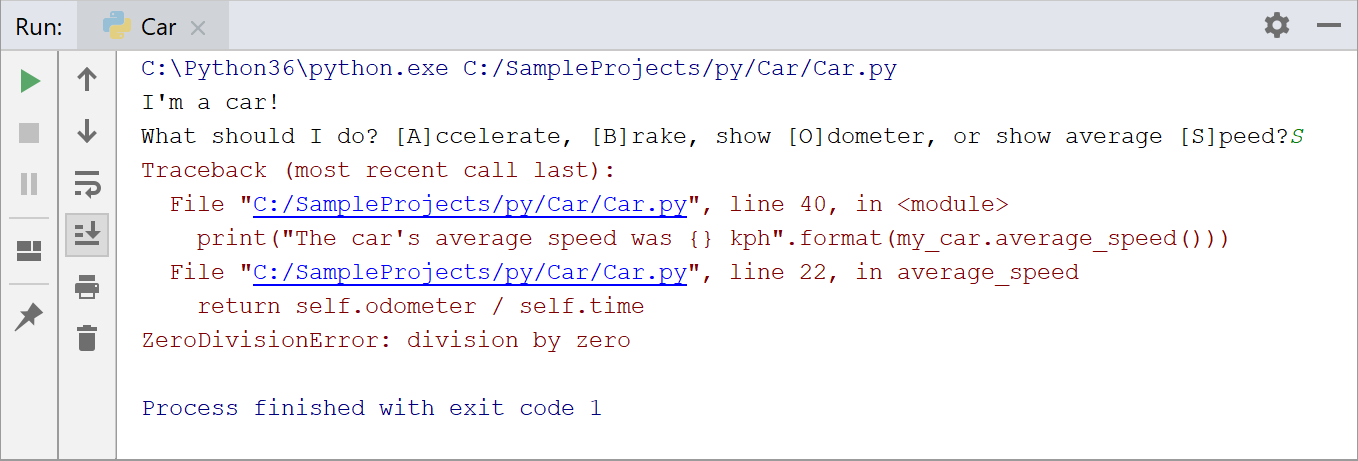 Run: Car
C:\Python36\python.exe C:/SampleProjects/py/Car/Car.py
I'm a car!
What should I do? [A]ccelerate, [B]rake, show [O]dometer, or show average [S]peed?S
Traceback (most recent call last):
  File "C:/SampleProjects/py/Car/Car.py", line 40, in <module>
    print("The car's average speed was {} kph".format(my_car.average_speed()))
  File "C:/SampleProjects/py/Car/Car.py", line 22, in average_speed
    return self.odometer / self.time
ZeroDivisionError: division by zero
Process finished with exit code 1